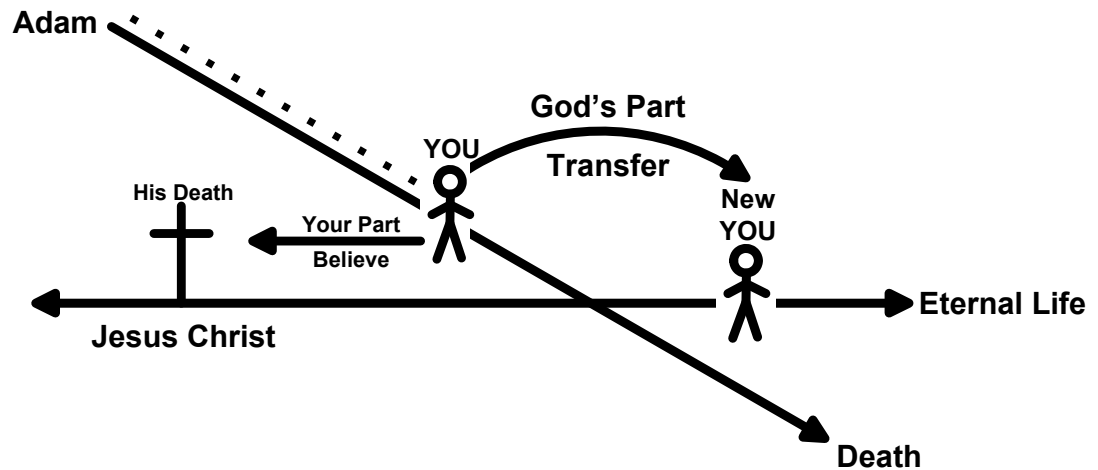 Adam
God’s Part
YOU
Transfer
His Death
New
YOU
Your Part
Believe
Eternal Life
Jesus Christ
Death